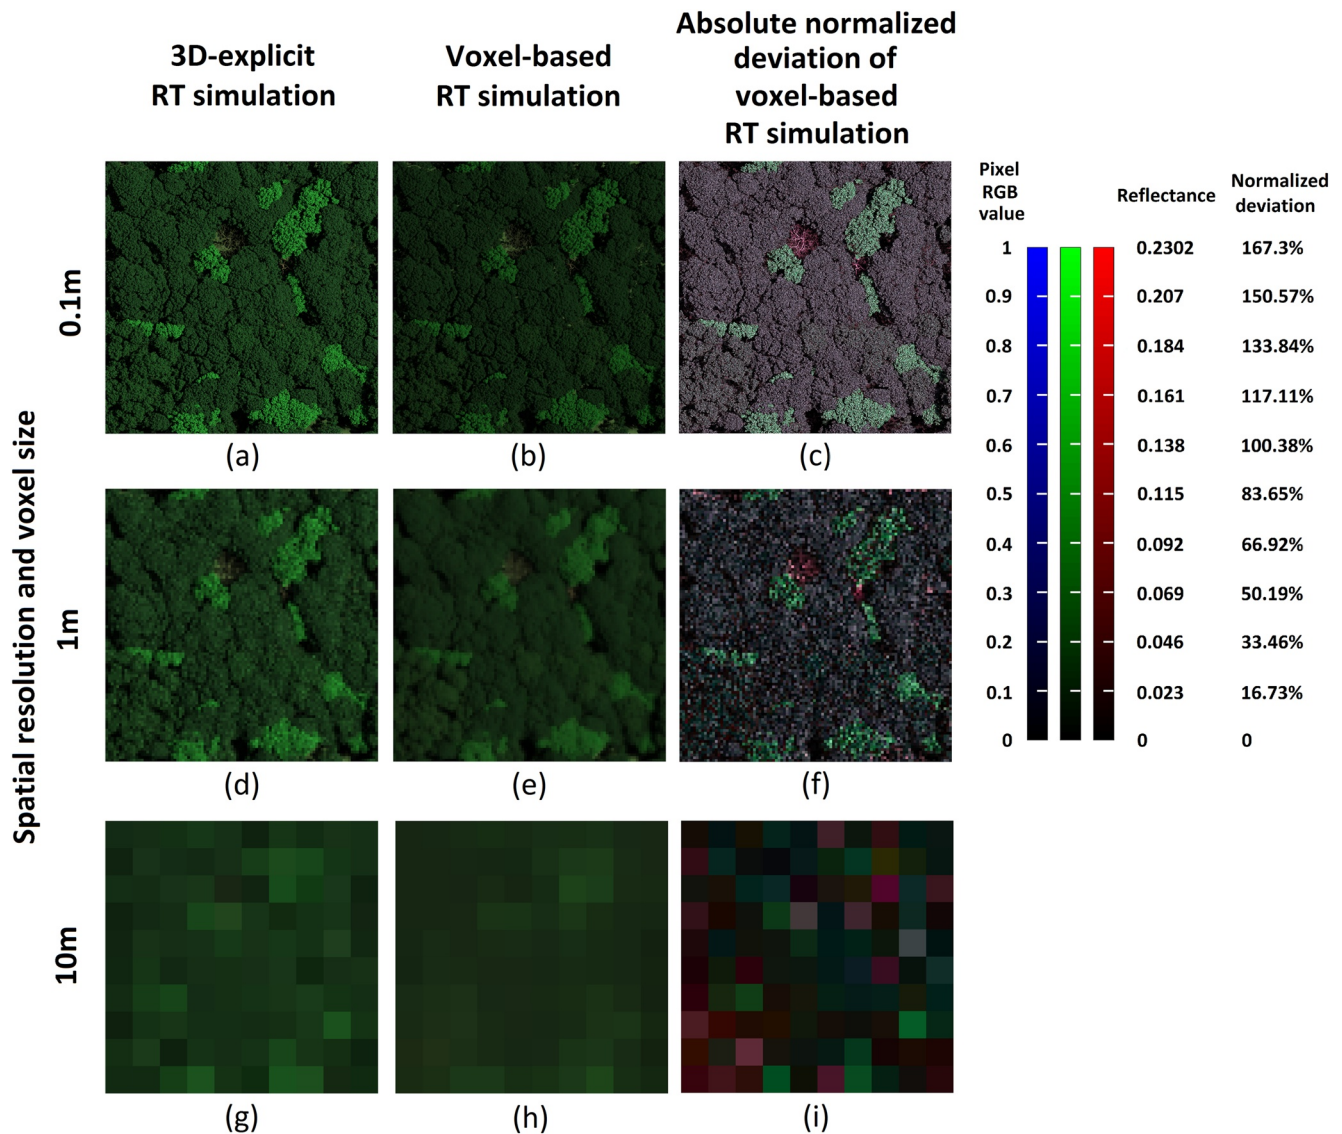 3D-explicit
RT simulation
Voxel-based
RT simulation
Absolute normalized
deviation of
voxel-based
RT simulation
Spatial resolution and voxel size
0.1m
(a)
(b)
(c)
1m
(d)
(e)
(f)
10m
(g)
(h)
(i)
Pixel
RGB
value
Reflectance
Normalized
deviation
1 0.2302 167.3%
0.9 0.207 150.57%
0.8 0.184 133.84%
0.7 0.161 117.11%
0.6 0.138 100.38%
0.5 0.115 83.65%
0.4 0.092 66.92%
0.3 0.069 50.19%
0.2 0.046 33.46%
0.1 0.023 16.73%
0 0 0